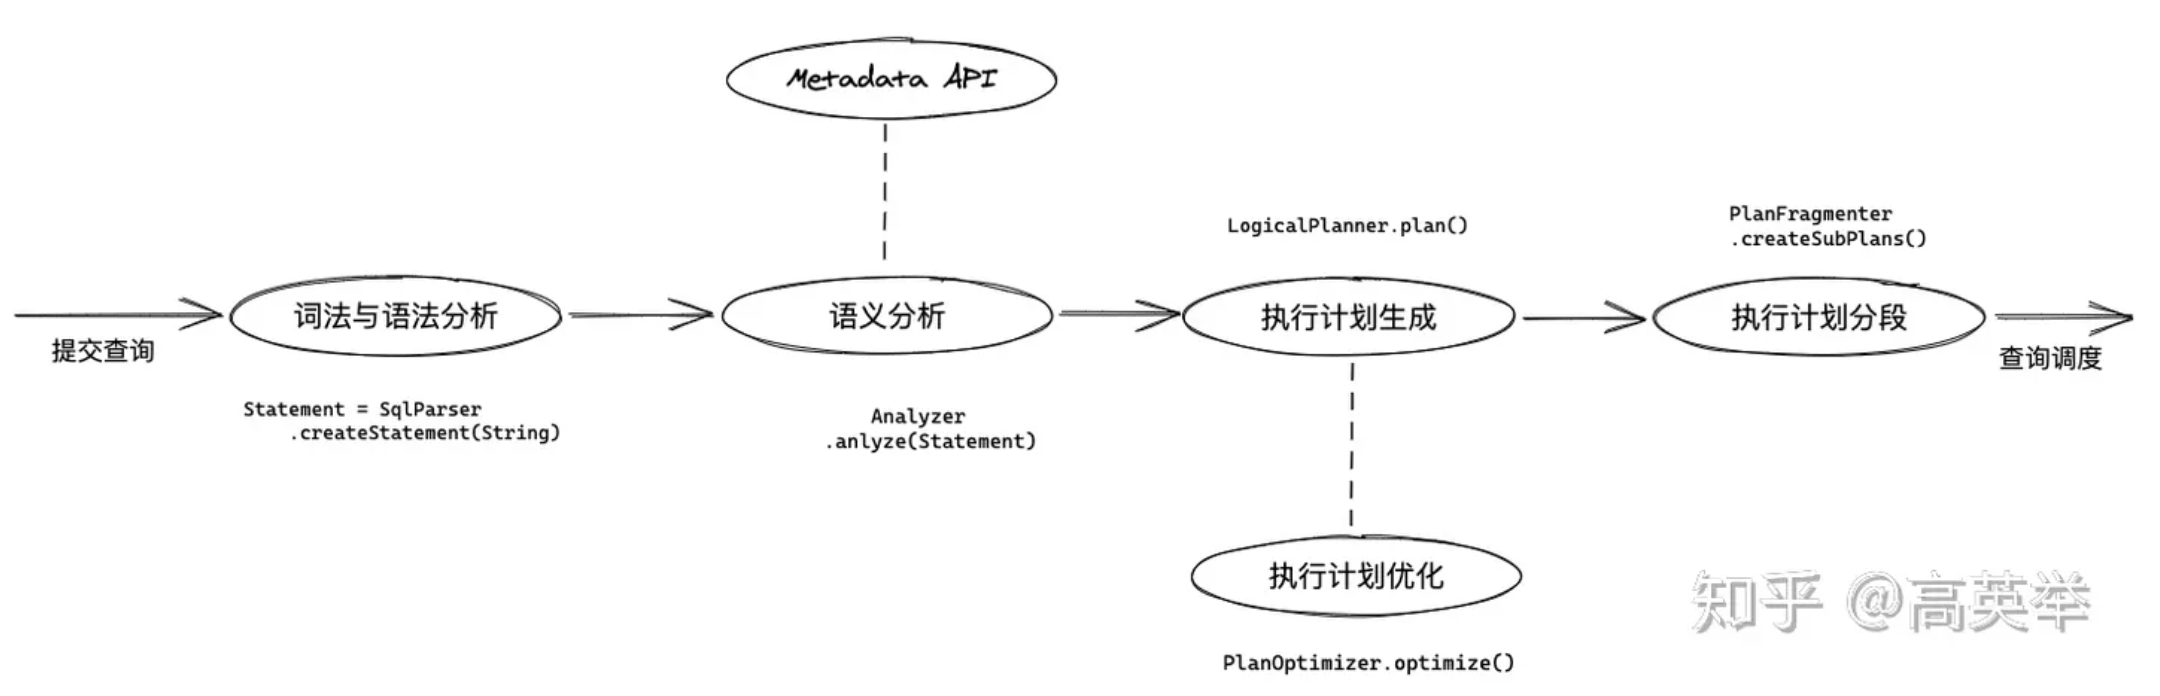 Metadata API
LogicalPlanner.plan()
PlanFragmenter
.createSubPlans()
提交查询
词法与语法分析
语义分析
执行计划生成
执行计划分段
查询调度
Statement = SqlParser
.createStatement(String)
Analyzer
.anlyze(Statement)
执行计划优化
PlanOptimizer.optimize()
知乎 @高英举